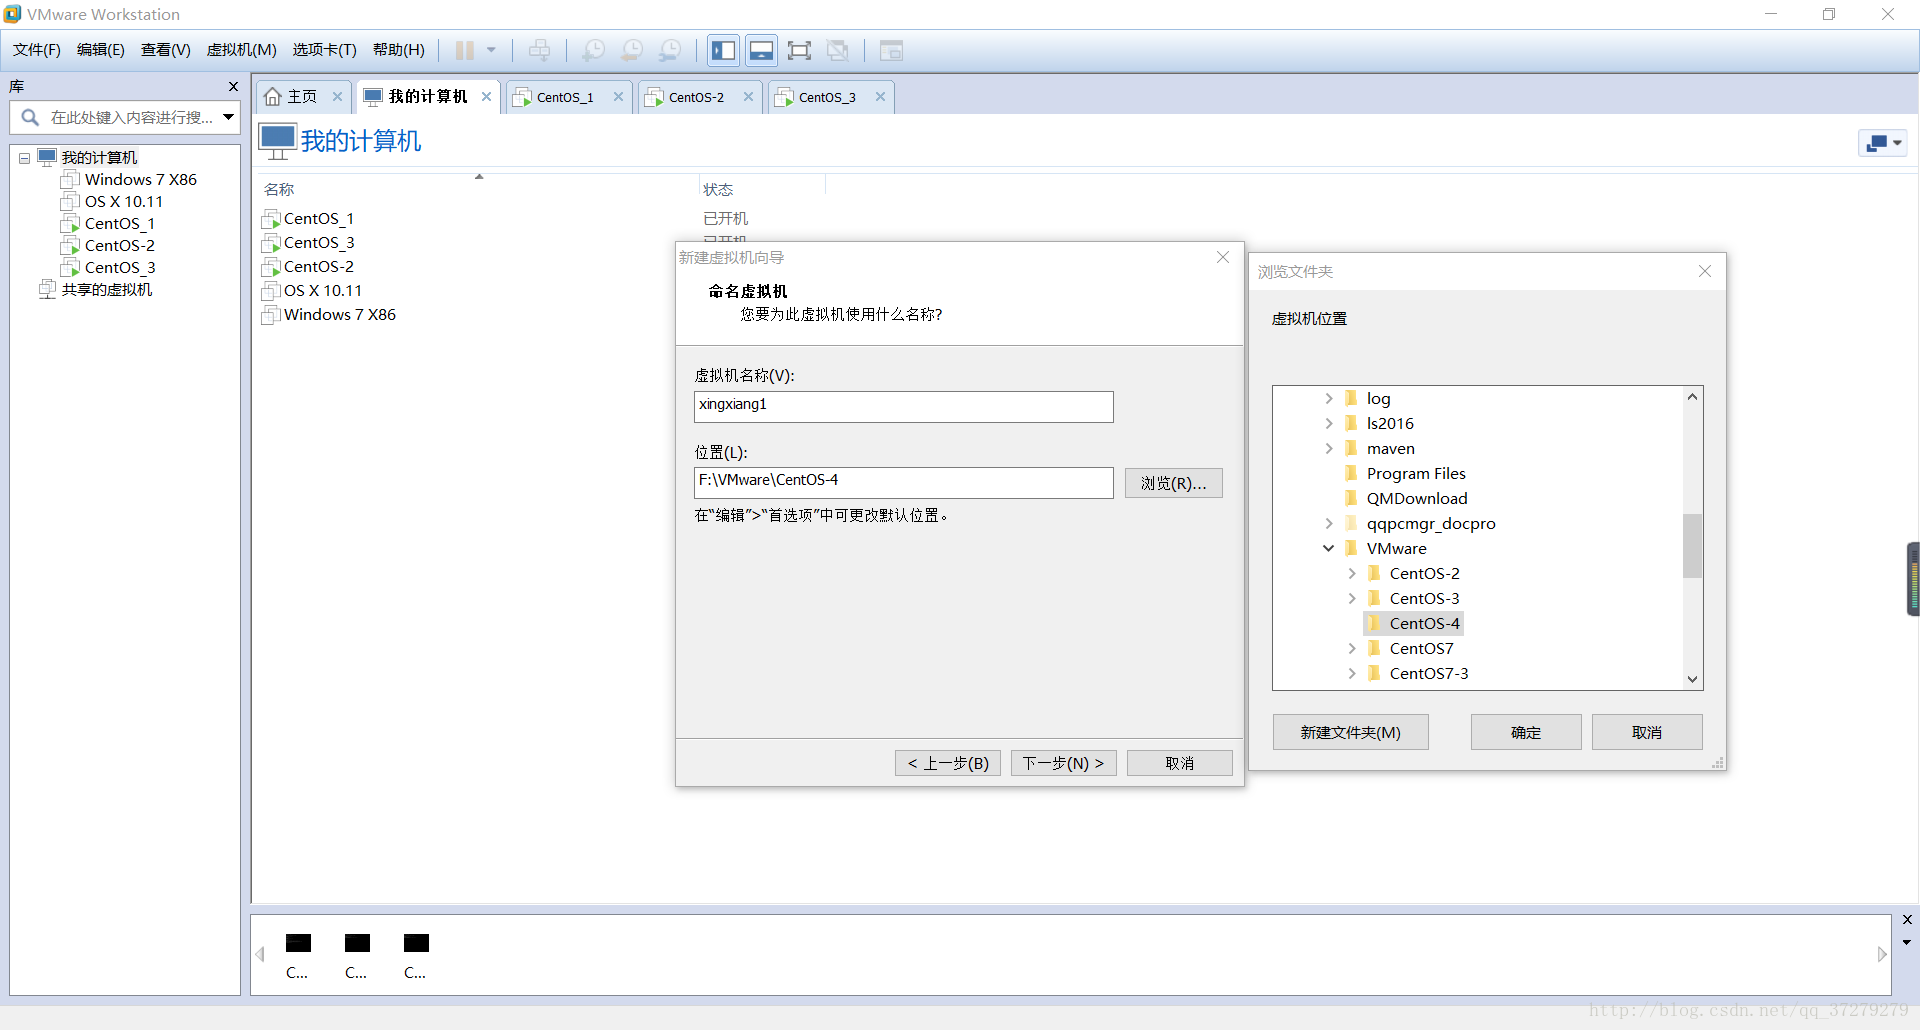 VMware Workstation
文件(F) 编辑(E) 查看(V) 虚拟机(M) 选项卡(T) 帮助(H)
库
在此处键入内容进行搜...
我的计算机
Windows 7 X86
OS X 10.11
CentOS_1
CentOS-2
CentOS_3
共享的虚拟机
主页 我的计算机 CentOS_1 CentOS-2 CentOS_3
我的计算机
名称 状态
CentOS_1 已开机
CentOS_3 已开机
CentOS-2
OS X 10.11
Windows 7 X86
新建虚拟机向导
命名虚拟机
您要为此虚拟机使用什么名称?
虚拟机名称(V):
xingxiang1
位置(L):
F:\VMware\CentOS-4
浏览(R)...
在“编辑”>“首选项”中可更改默认位置。
< 上一步(B) 下一步(N) > 取消
浏览文件夹
虚拟机位置
log
ls2016
maven
Program Files
QMDownload
qqpcmgr_docpro
VMware
CentOS-2
CentOS-3
CentOS-4
CentOS7
CentOS7-3
新建文件夹(M) 确定 取消
C... C... C...
http://blog.csdn.net/qq_37279279